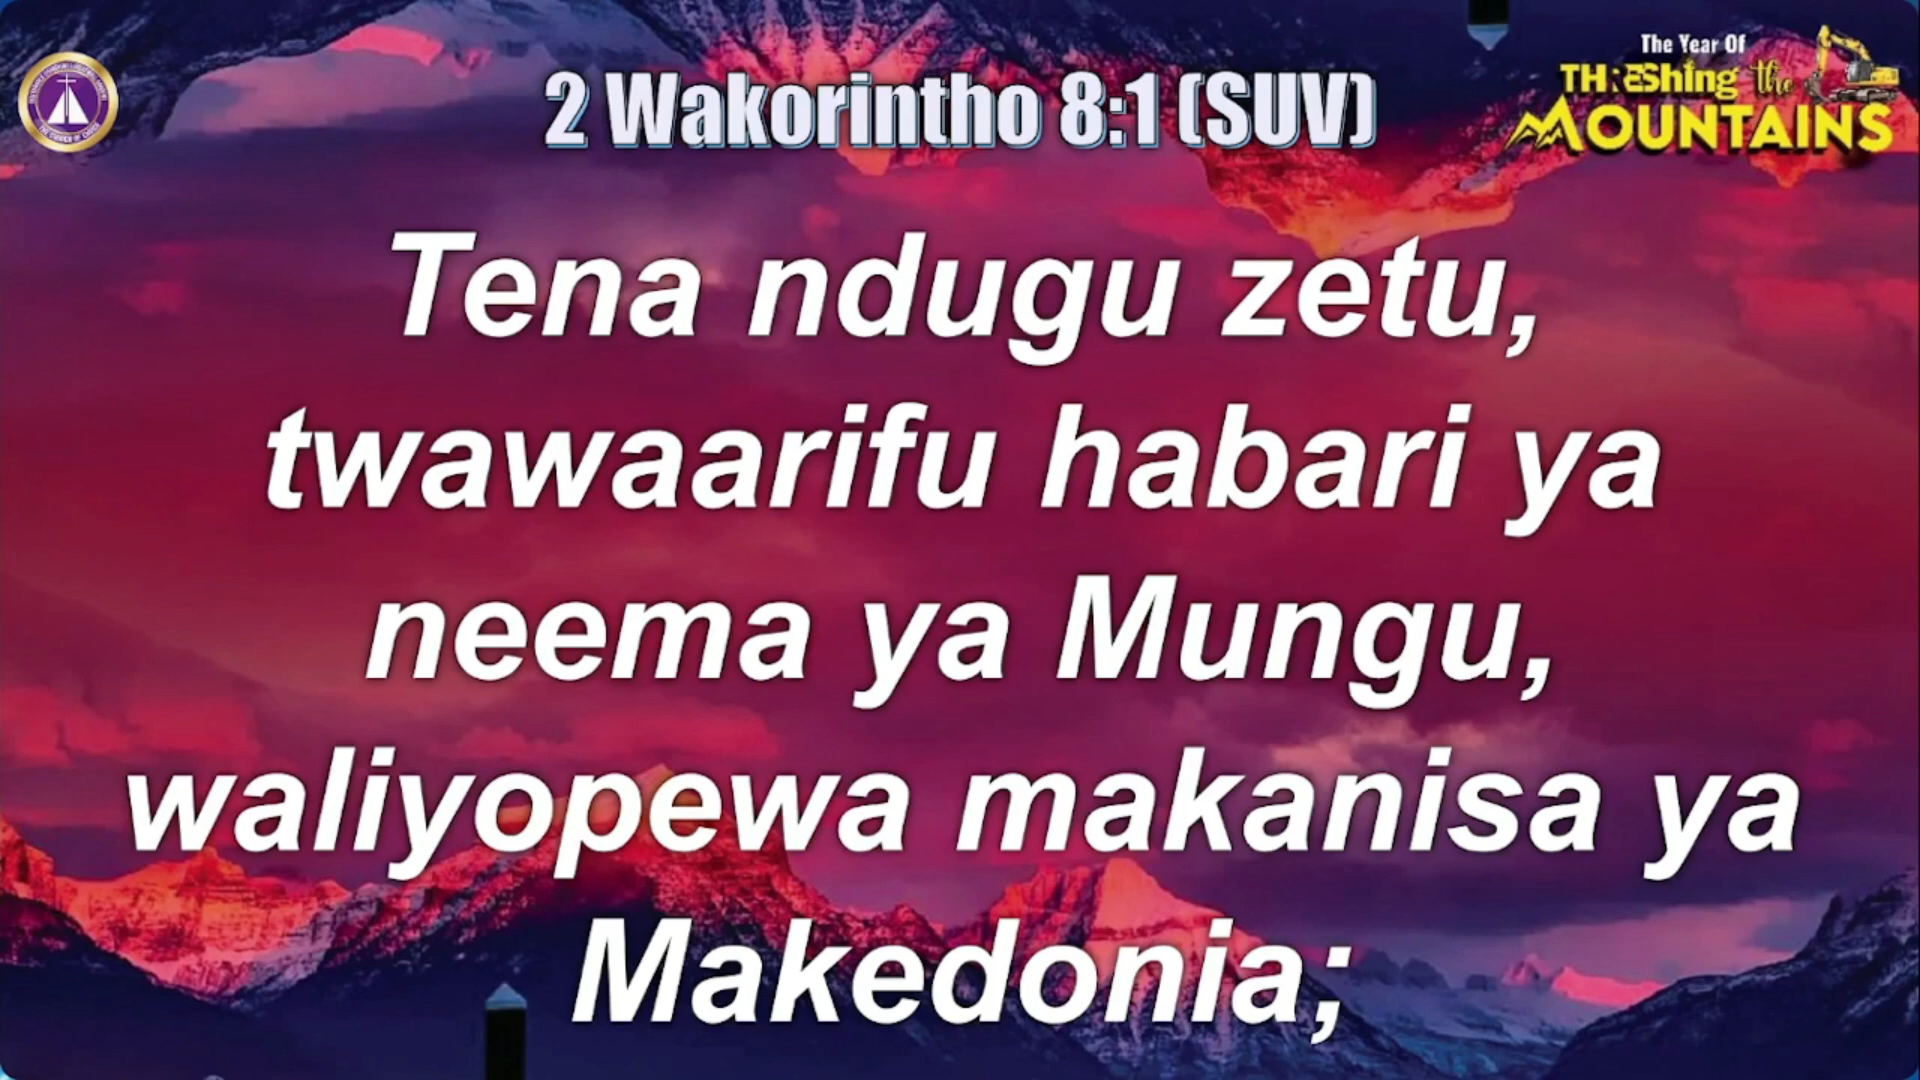 2 Wakorintho 8:1 (SUV)
The Year Of
THRESHING the
MOUNTAINS
Tena ndugu zetu,
twawaarifu habari ya
neema ya Mungu,
waliyopewa makanisa ya
Makedonia;